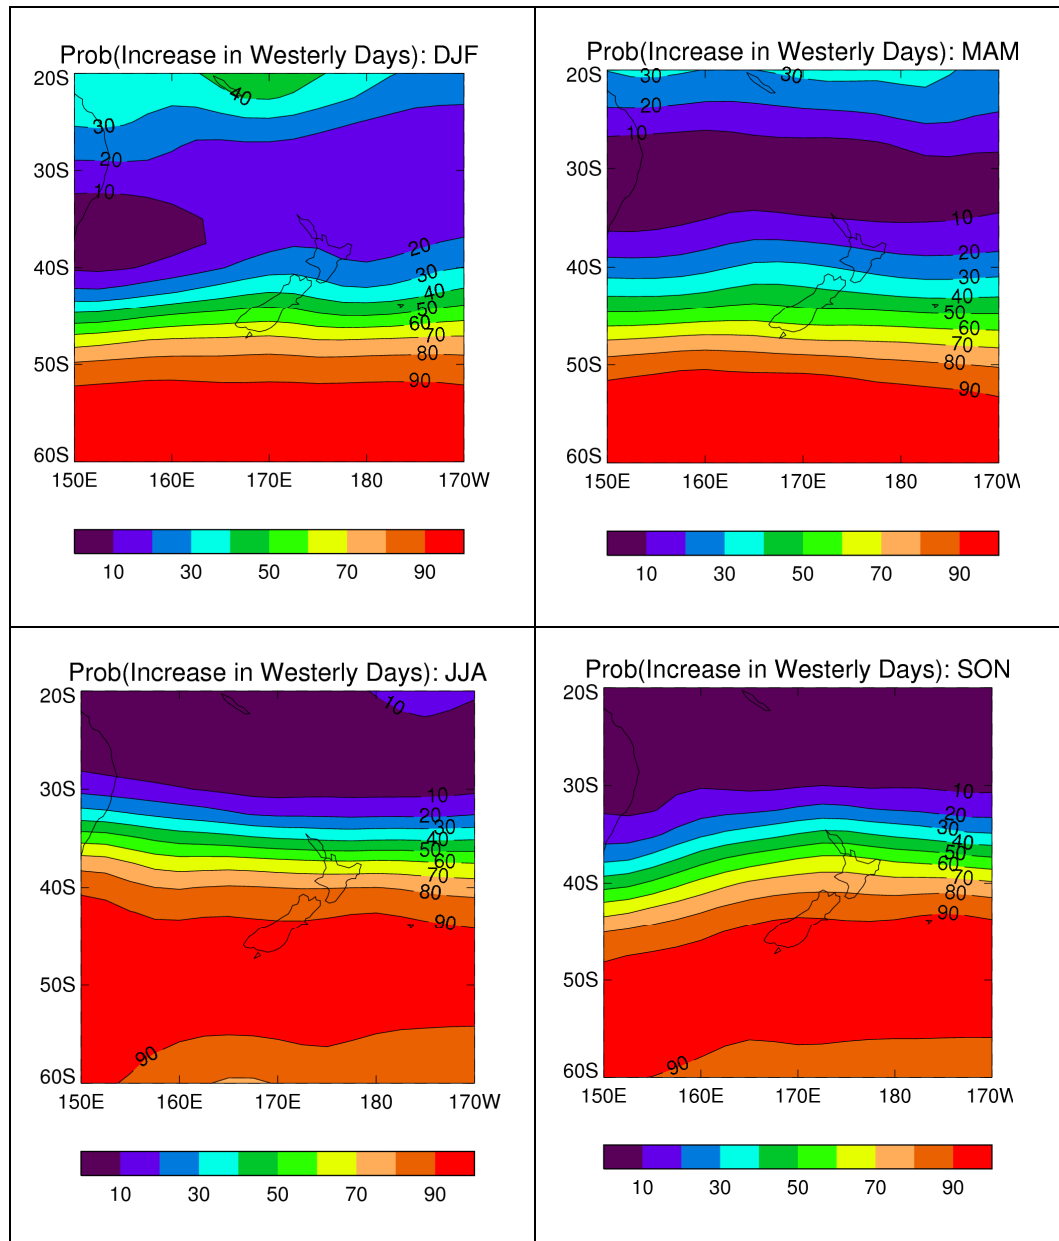 Prob(Increase in Westerly Days): DJF
20S
40
30
20
10
30S
20
40S
30
40
50
60
70
80
50S
90
60S
150E 160E 170E 180 170W
10 30 50 70 90
Prob(Increase in Westerly Days): MAM
20S
30 30
20
10
30S
10
20
40S
30
40
50
60
70
80
50S
90
60S
150E 160E 170E 180 170W
10 30 50 70 90
Prob(Increase in Westerly Days): JJA
20S
10
30S
10
20
30
40
50
60
70
40S
80
90
50S
90
60S
150E 160E 170E 180 170W
10 30 50 70 90
Prob(Increase in Westerly Days): SON
20S
30S
10
20
30
40
50
60
70
40S
80
90
50S
90
60S
150E 160E 170E 180 170W
10 30 50 70 90